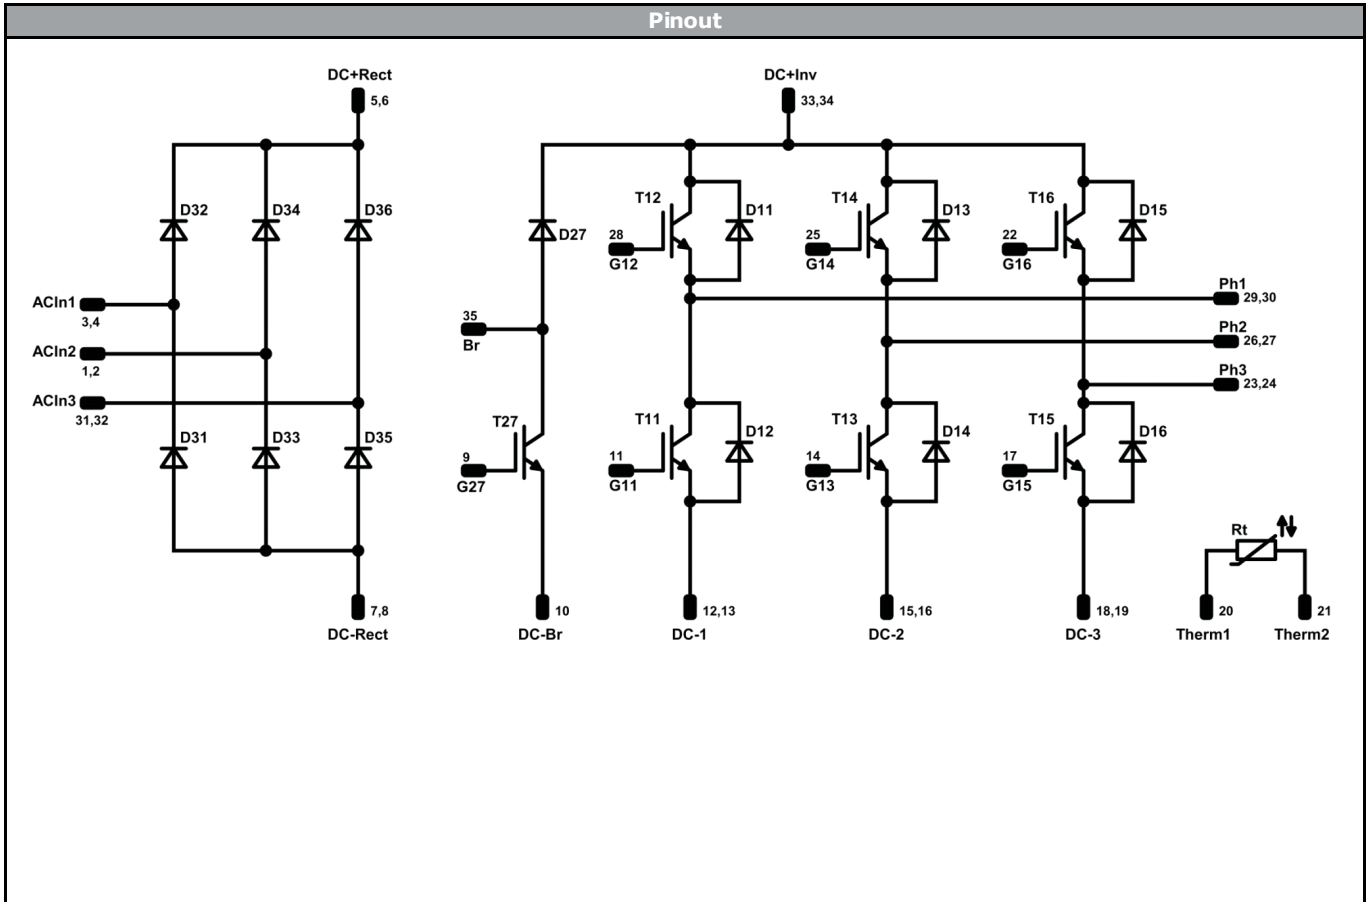 Pinout
DC+Rect
5,6
DC+Inv
33,34
D32
D34
D36
D27
T12
D11
28
G12
T14
D13
25
G14
T16
D15
22
G16
ACIn1
3,4
ACIn2
1,2
ACIn3
31,32
35
Br
Ph1
29,30
Ph2
26,27
Ph3
23,24
D31
D33
D35
T27
9
G27
T11
D12
11
G11
T13
D14
14
G13
T15
D16
17
G15
Rt
7,8
DC-Rect
10
DC-Br
12,13
DC-1
15,16
DC-2
18,19
DC-3
20
Therm1
21
Therm2